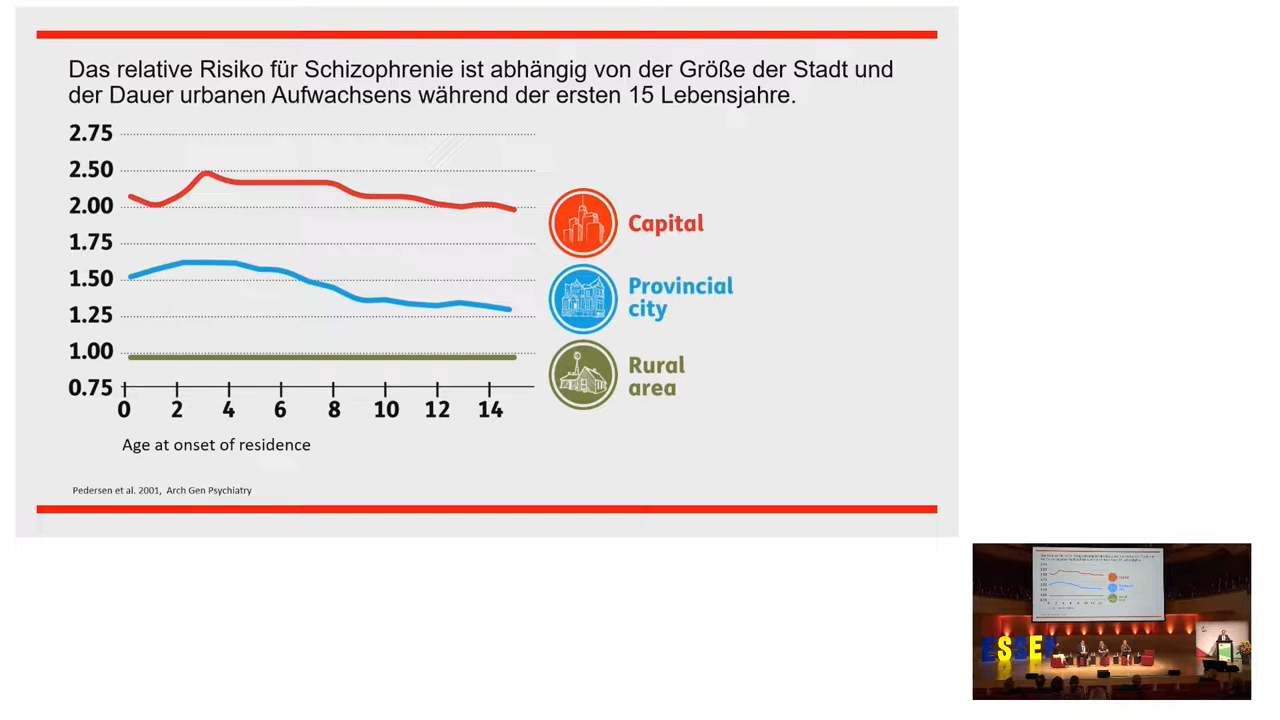 Das relative Risiko für Schizophrenie ist abhängig von der Größe der Stadt und
der Dauer urbanen Aufwachsens während der ersten 15 Lebensjahre.
2.75
2.50
2.00
1.75
1.50
1.25
1.00
0.75
0 2 4 6 8 10 12 14
Age at onset of residence
Capital
Provincial
city
Rural
area
Pedersen et al. 2001, Arch Gen Psychiatry